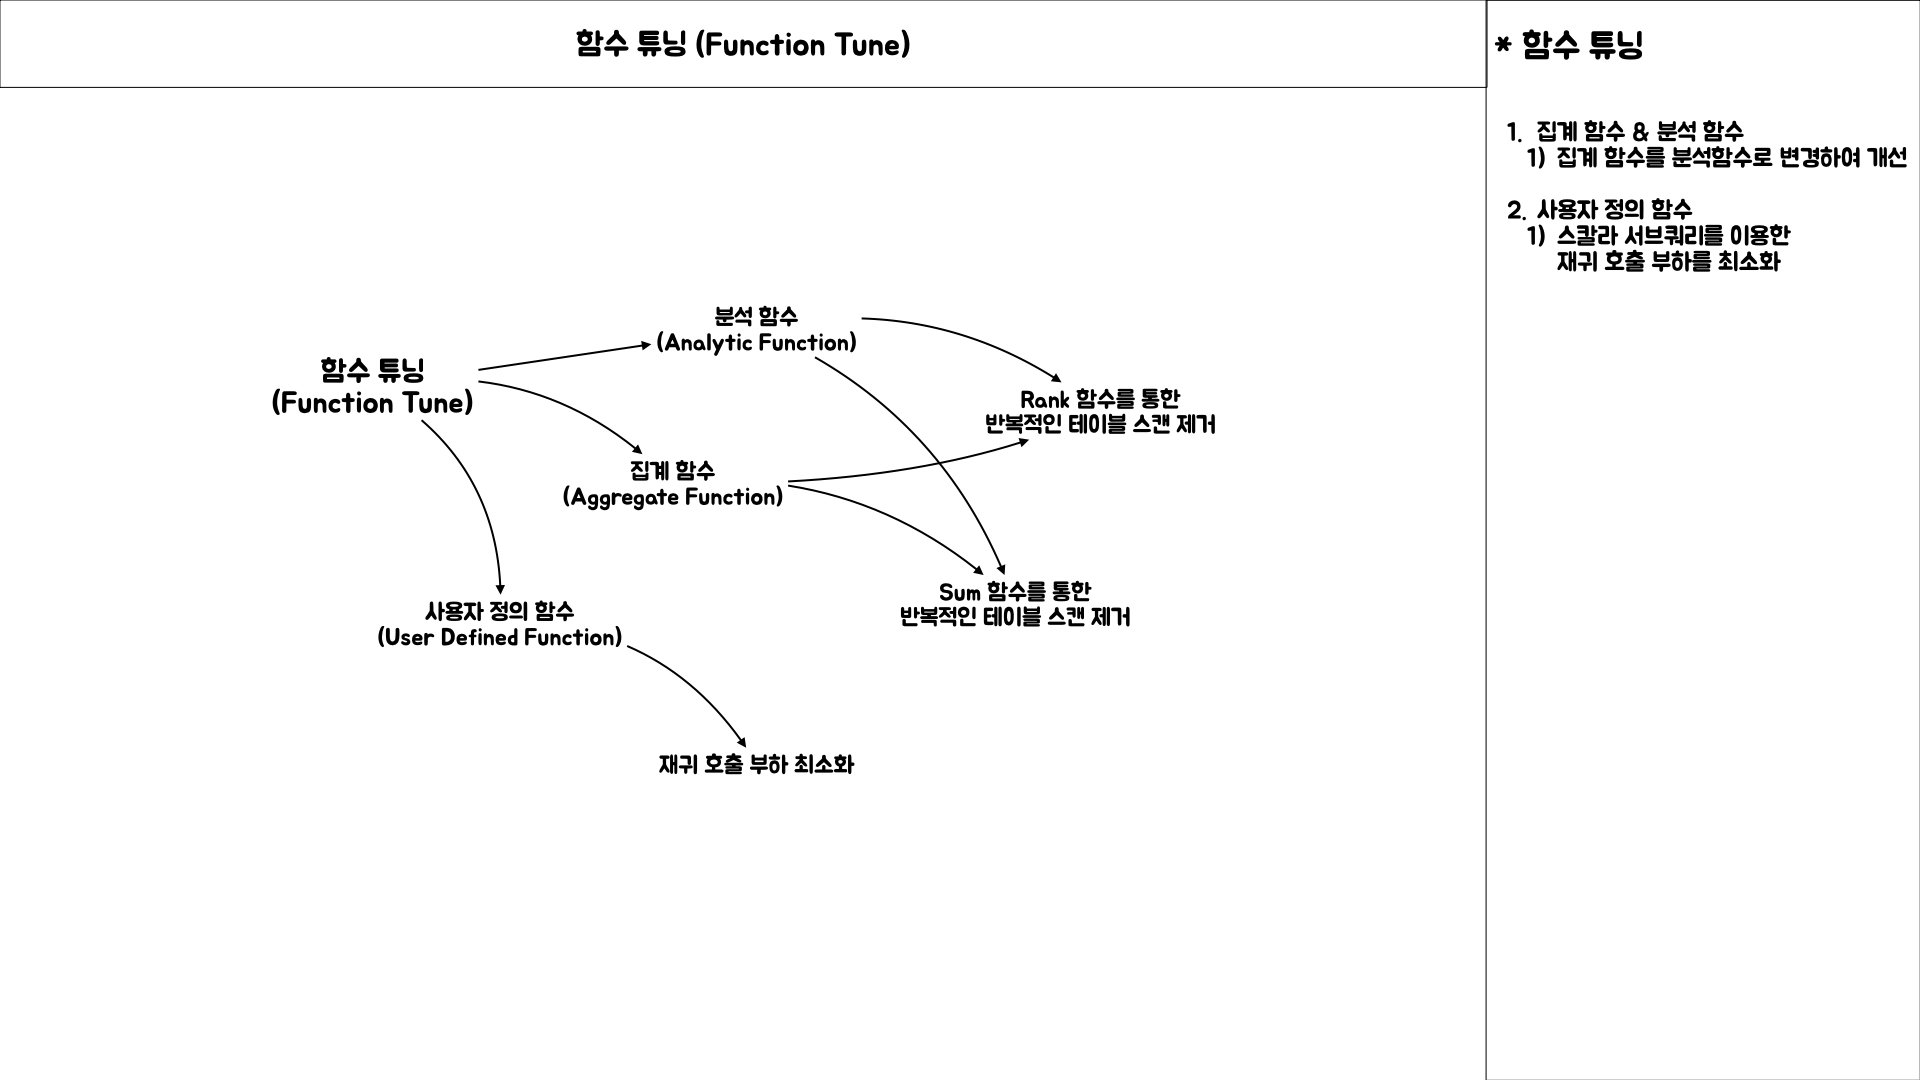 함수 튜닝 (Function Tune)
분석 함수
(Analytic Function)
함수 튜닝
(Function Tune)
Rank 함수를 통한
반복적인 테이블 스캔 제거
집계 함수
(Aggregate Function)
Sum 함수를 통한
반복적인 테이블 스캔 제거
사용자 정의 함수
(User Defined Function)
재귀 호출 부하 최소화
* 함수 튜닝
1. 집계 함수 & 분석 함수
1) 집계 함수를 분석함수로 변경하여 개선
2. 사용자 정의 함수
1) 스칼라 서브쿼리를 이용한
재귀 호출 부하를 최소화